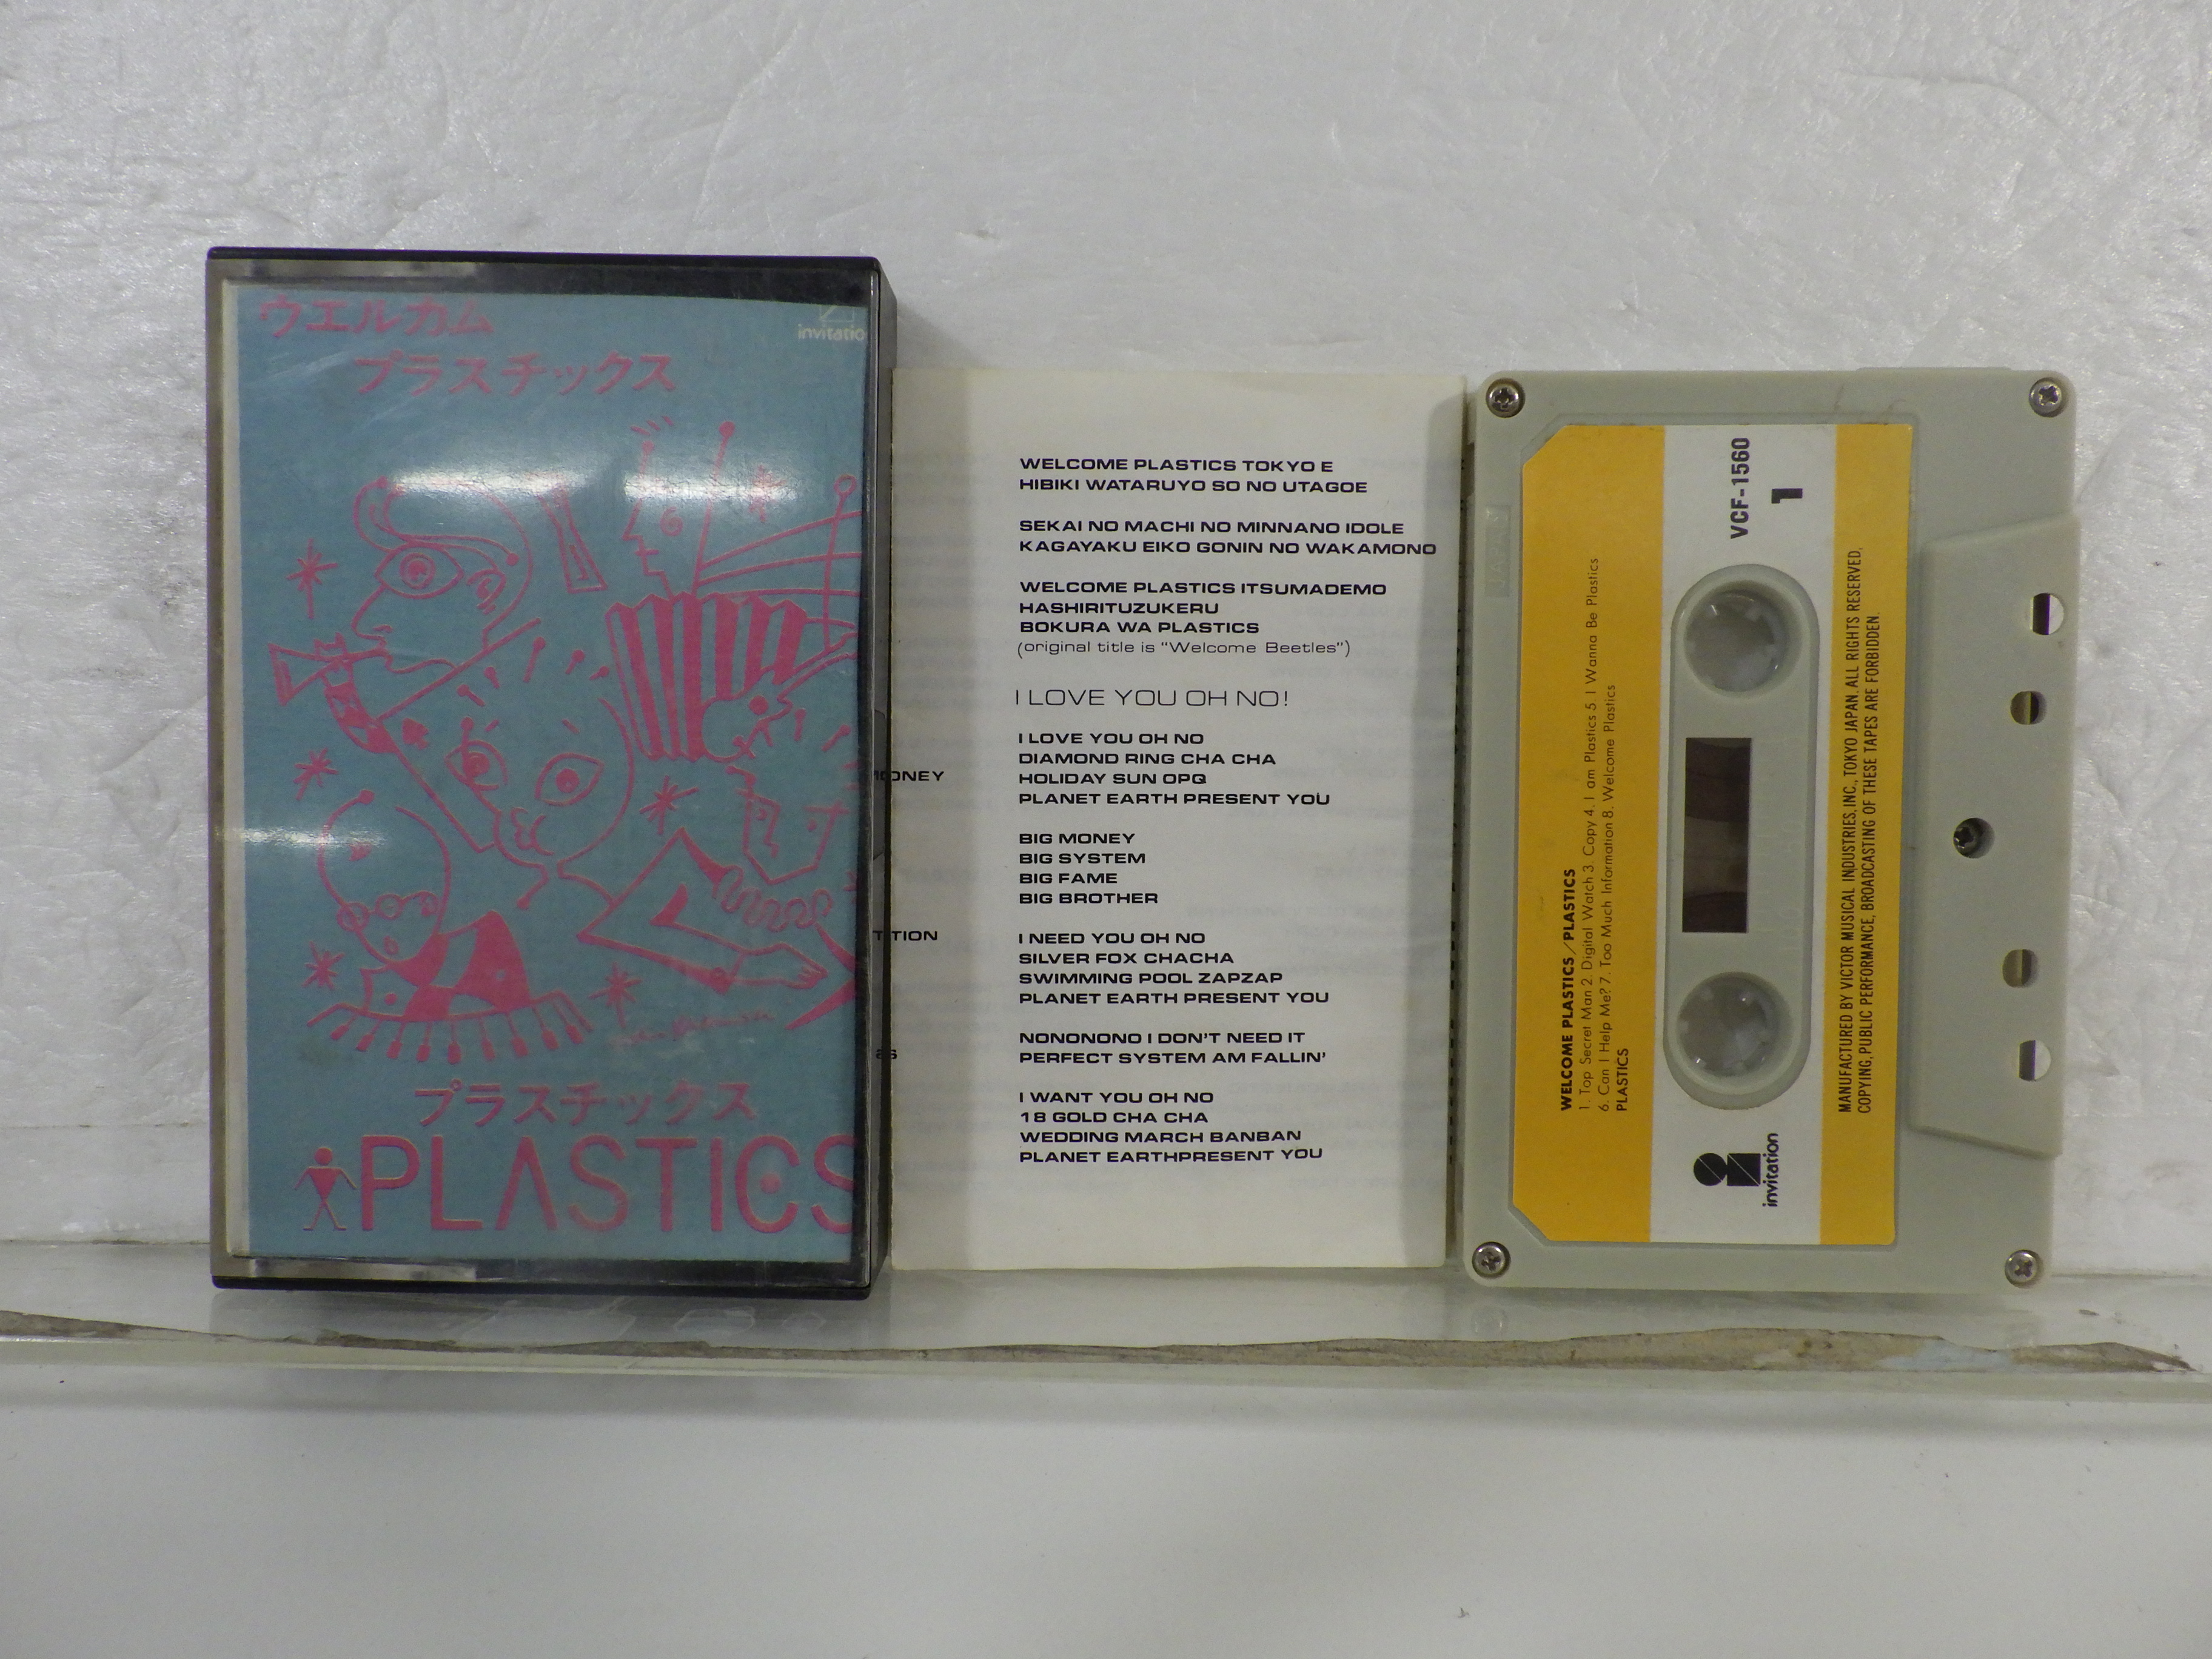 ウエルカム
プラスチックス
invitatio
プラスチックス
PLASTICS
MONEY
TITION
as
WELCOME PLASTICS TOKYO E
HIBIKI WATARUYO SO NO UTAGOE
SEKAI NO MACHI NO MINNANO IDOLE
KAGAYAKU EIKO GONIN NO WAKAMONO
WELCOME PLASTICS ITSUMADEMO
HASHIRITUZUKERU
BOKURA WA PLASTICS
(original title is "Welcome Beetles")
I LOVE YOU OH NO!
I LOVE YOU OH NO
DIAMOND RING CHA CHA
HOLIDAY SUN OPQ
PLANET EARTH PRESENT YOU
BIG MONEY
BIG SYSTEM
BIG FAME
BIG BROTHER
I NEED YOU OH NO
SILVER FOX CHACHA
SWIMMING POOL ZAPZAP
PLANET EARTH PRESENT YOU
NONONONO I DON'T NEED IT
PERFECT SYSTEM AM FALLIN'
I WANT YOU OH NO
18 GOLD CHA CHA
WEDDING MARCH BANBAN
PLANET EARTHPRESENT YOU
JAPAN
WELCOME PLASTICS/PLASTICS
1. Top Secret Man 2. Digital Watch 3. Copy 4. I am Plastics 5. I Wanna Be Plastics
6. Can I Help Me? 7. Too Much Information 8. Welcome Plastics
PLASTICS
VCF-1560
1
invitation
MANUFACTURED BY VICTOR MUSICAL INDUSTRIES, INC., TOKYO JAPAN. ALL RIGHTS RESERVED,
COPYING, PUBLIC PERFORMANCE, BROADCASTING OF THESE TAPES ARE FORBIDDEN.